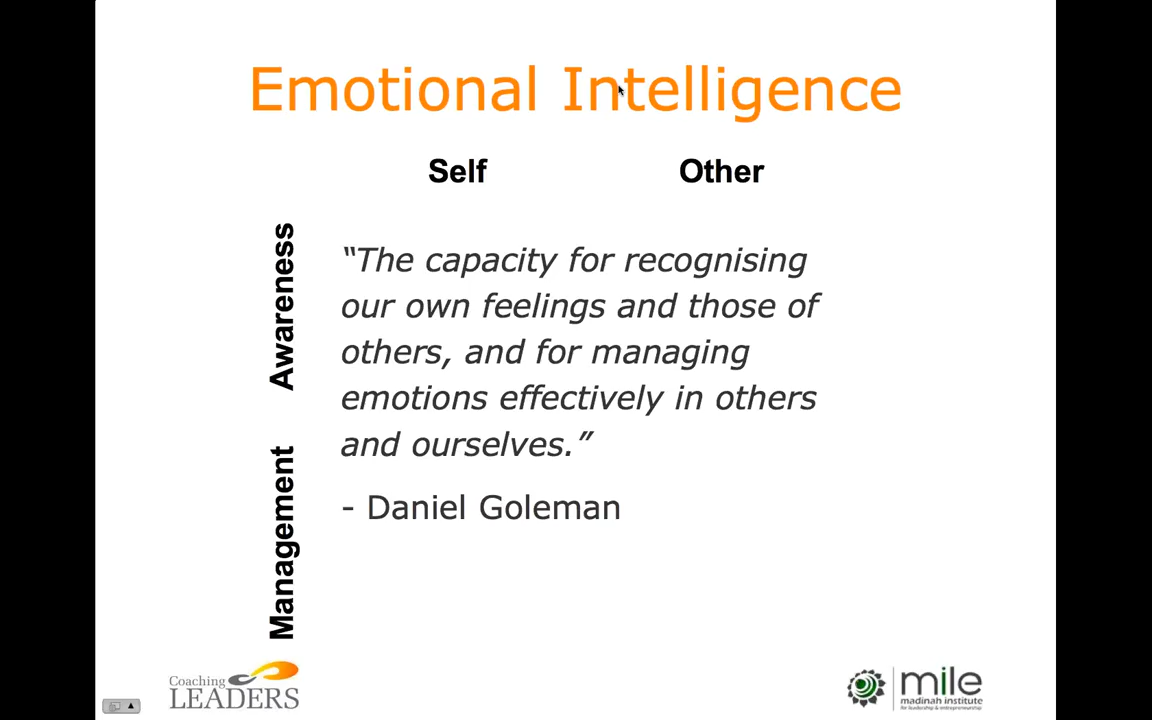 Emotional Intelligence
Self Other
Awareness
“The capacity for recognising
our own feelings and those of
others, and for managing
emotions effectively in others
and ourselves.”
- Daniel Goleman
Management
Coaching
LEADERS
mile
madinah institute
for leadership & entrepreneurship